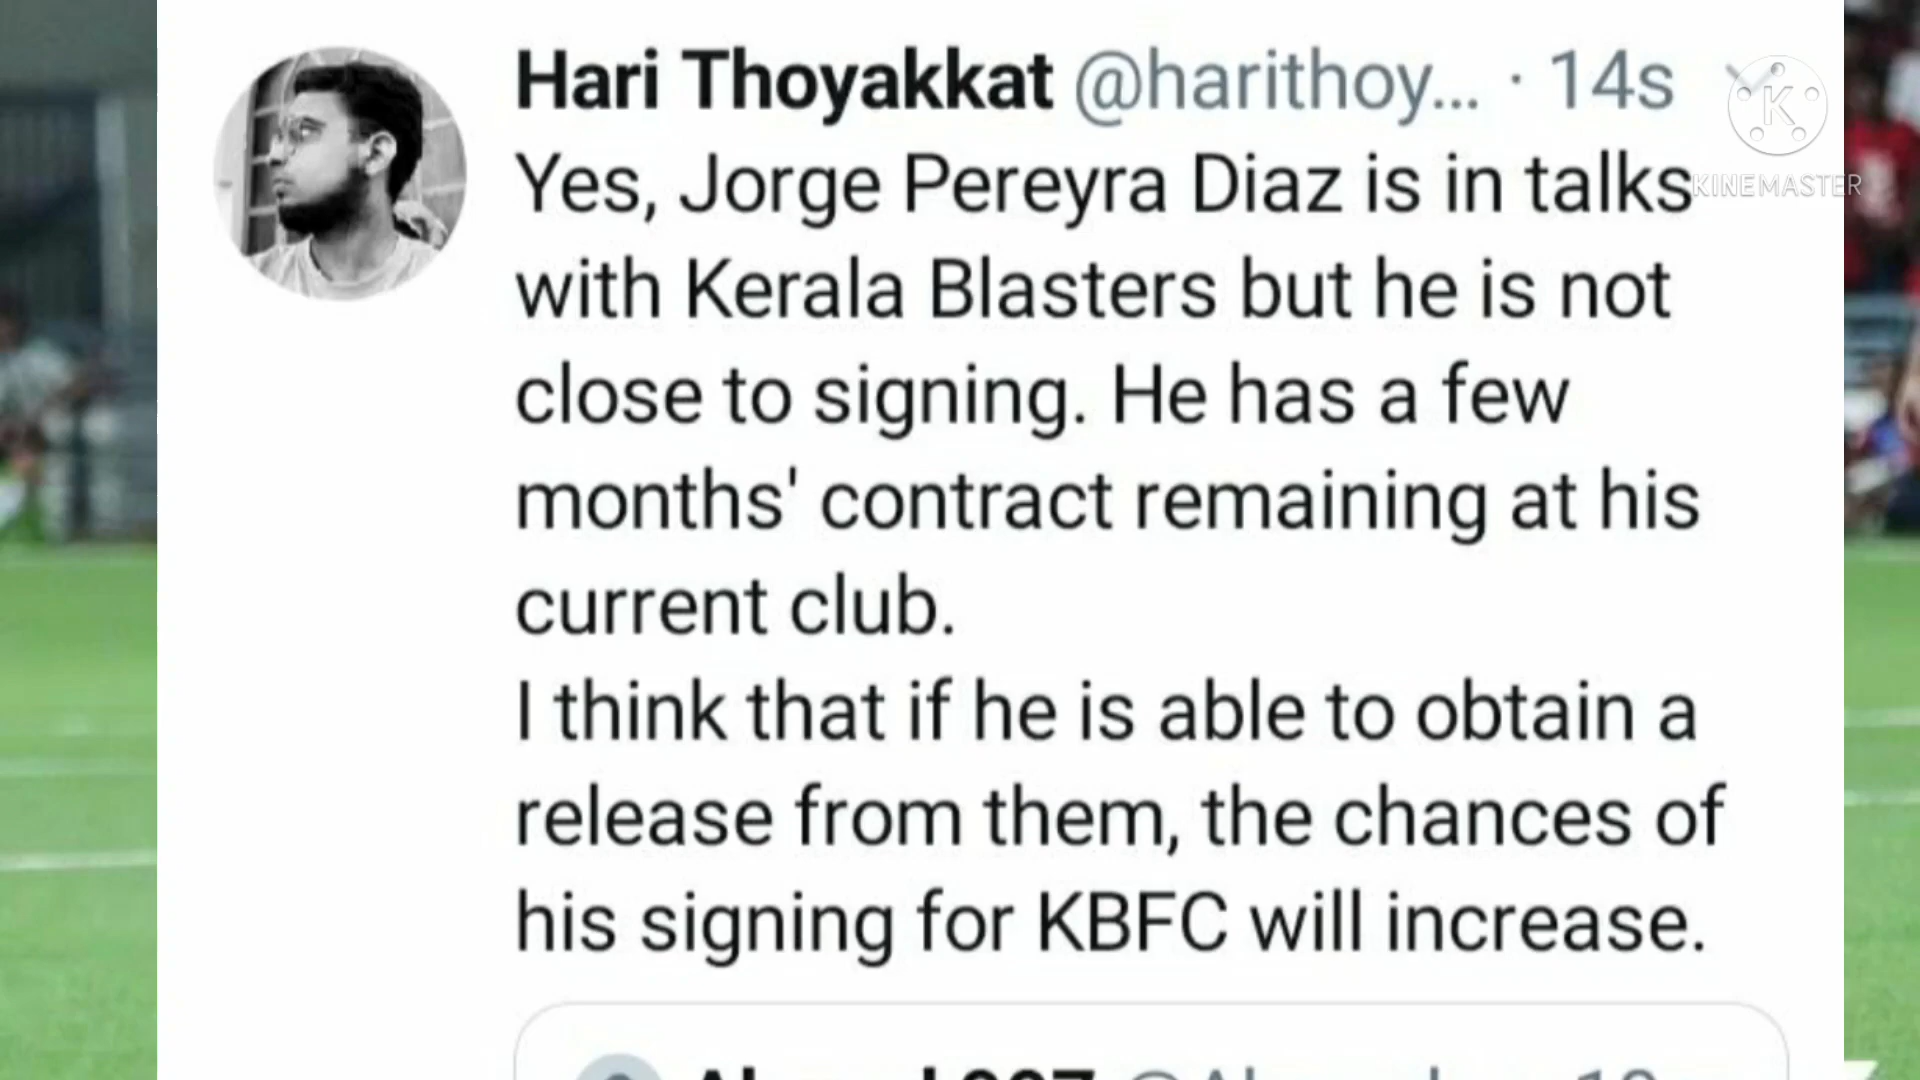 Hari Thoyakkat @harithoy... · 14s
Yes, Jorge Pereyra Diaz is in talks
with Kerala Blasters but he is not
close to signing. He has a few
months' contract remaining at his
current club.
I think that if he is able to obtain a
release from them, the chances of
his signing for KBFC will increase.
K
KINEMASTER